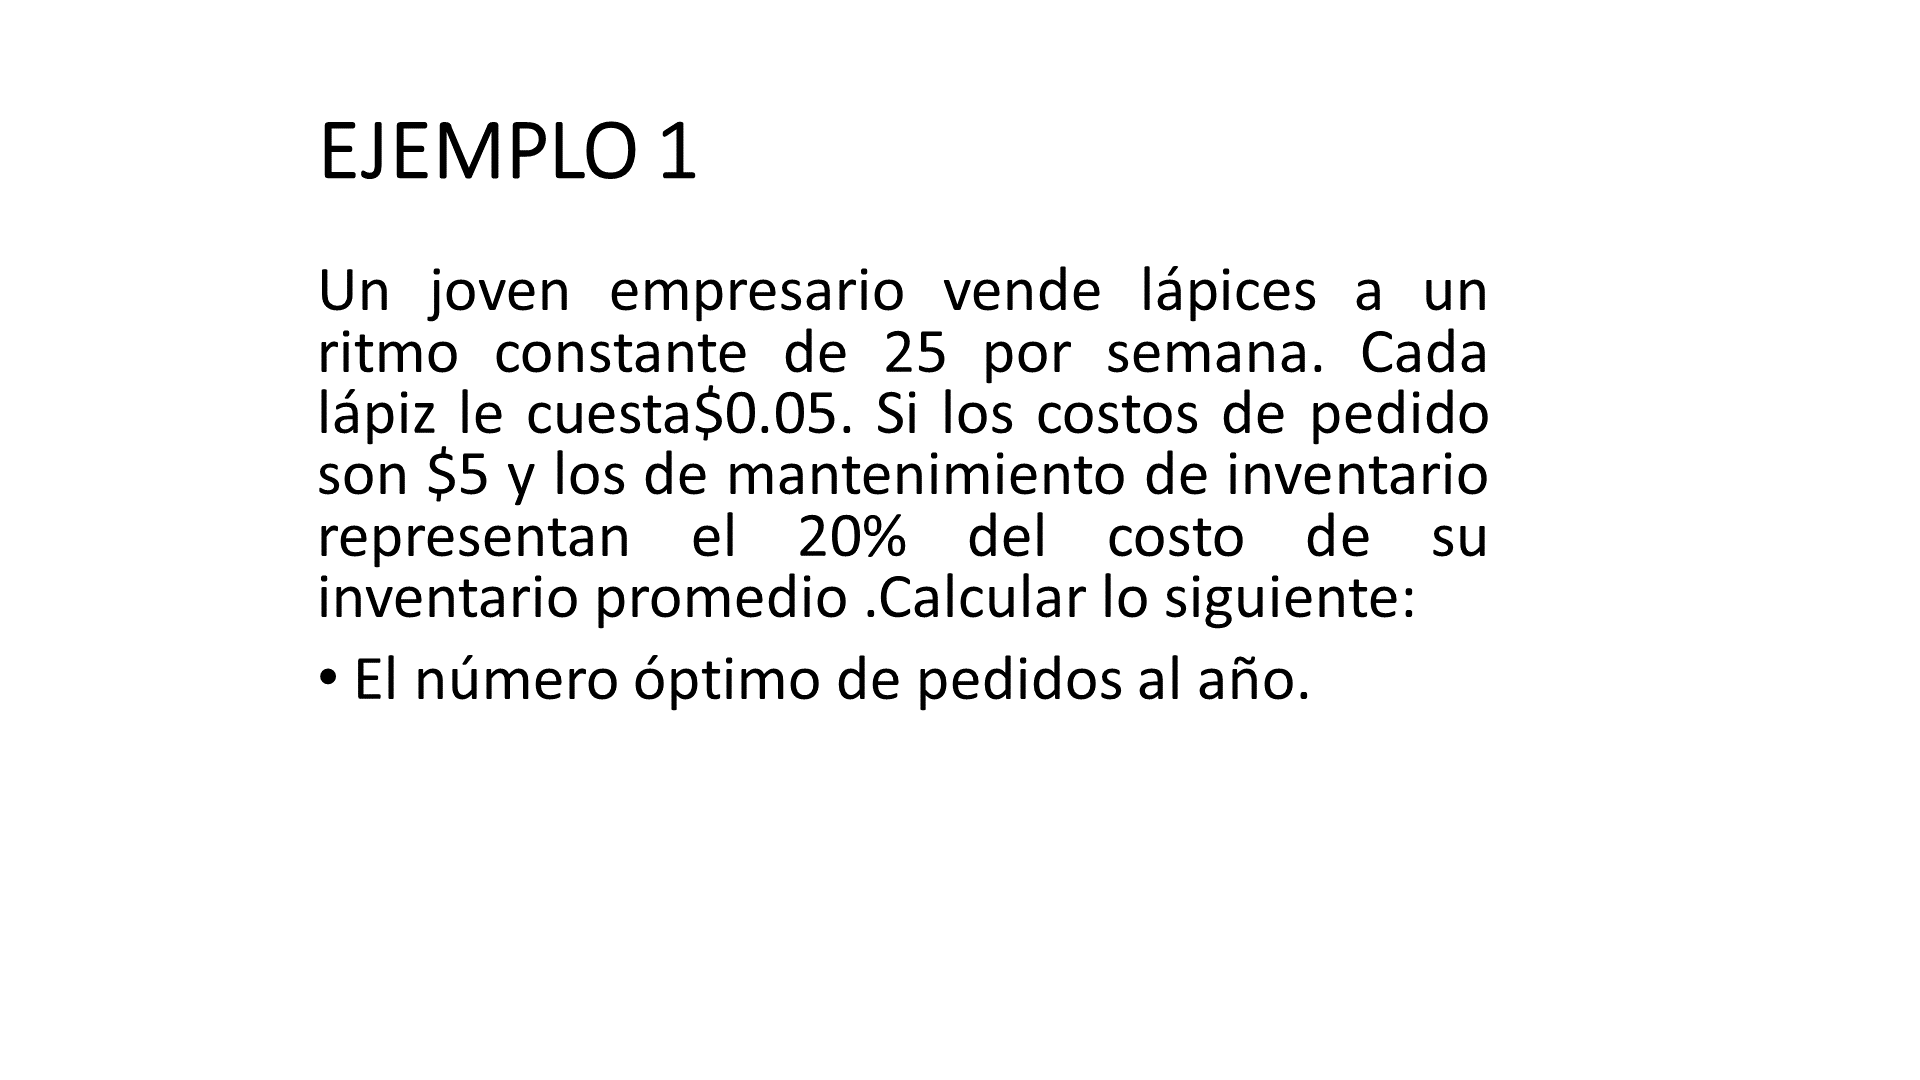 EJEMPLO 1
Un joven empresario vende lápices a un
ritmo constante de 25 por semana. Cada
lápiz le cuesta$0.05. Si los costos de pedido
son $5 y los de mantenimiento de inventario
representan el 20% del costo de su
inventario promedio .Calcular lo siguiente:
• El número óptimo de pedidos al año.